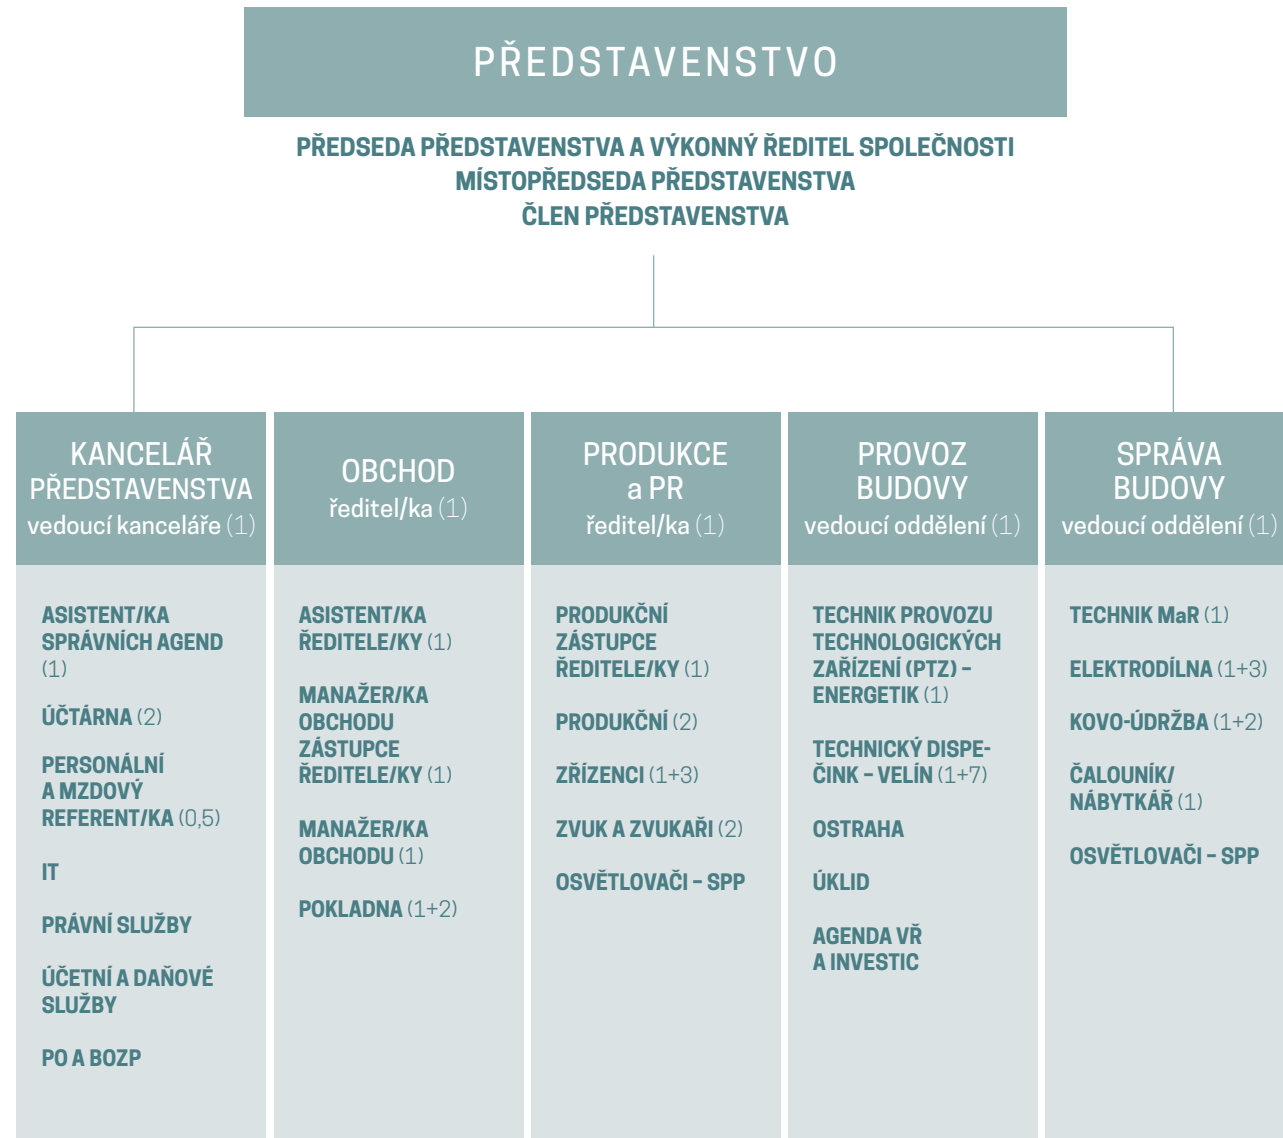 PŘEDSTAVENSTVO
PŘEDSEDA PŘEDSTAVENSTVA A VÝKONNÝ ŘEDITEL SPOLEČNOSTI
MÍSTOPŘEDSEDA PŘEDSTAVENSTVA
ČLEN PŘEDSTAVENSTVA
KANCELÁŘ
PŘEDSTAVENSTVA
vedoucí kanceláře (1)
ASISTENT/KA
SPRÁVNÍCH AGEND
(1)
ÚČTÁRNA (2)
PERSONÁLNÍ
A MZDOVÝ
REFERENT/KA (0,5)
IT
PRÁVNÍ SLUŽBY
ÚČETNÍ A DAŇOVÉ
SLUŽBY
PO A BOZP
OBCHOD
ředitel/ka (1)
ASISTENT/KA
ŘEDITELE/KY (1)
MANAŽER/KA
OBCHODU
ZÁSTUPCE
ŘEDITELE/KY (1)
MANAŽER/KA
OBCHODU (1)
POKLADNA (1+2)
PRODUKCE
a PR
ředitel/ka (1)
PRODUKČNÍ
ZÁSTUPCE
ŘEDITELE/KY (1)
PRODUKČNÍ (2)
ZŘÍZENCI (1+3)
ZVUK A ZVUKAŘI (2)
OSVĚTLOVAČI – SPP
PROVOZ
BUDOVY
vedoucí oddělení (1)
TECHNIK PROVOZU
TECHNOLOGICKÝCH
ZAŘÍZENÍ (PTZ) –
ENERGETIK (1)
TECHNICKÝ DISPE-
ČINK – VELÍN (1+7)
OSTRAHA
ÚKLID
AGENDA VŘ
A INVESTIC
SPRÁVA
BUDOVY
vedoucí oddělení (1)
TECHNIK MaR (1)
ELEKTRODÍLNA (1+3)
KOVO-ÚDRŽBA (1+2)
ČALOUNÍK/
NÁBYTKÁŘ (1)
OSVĚTLOVAČI – SPP